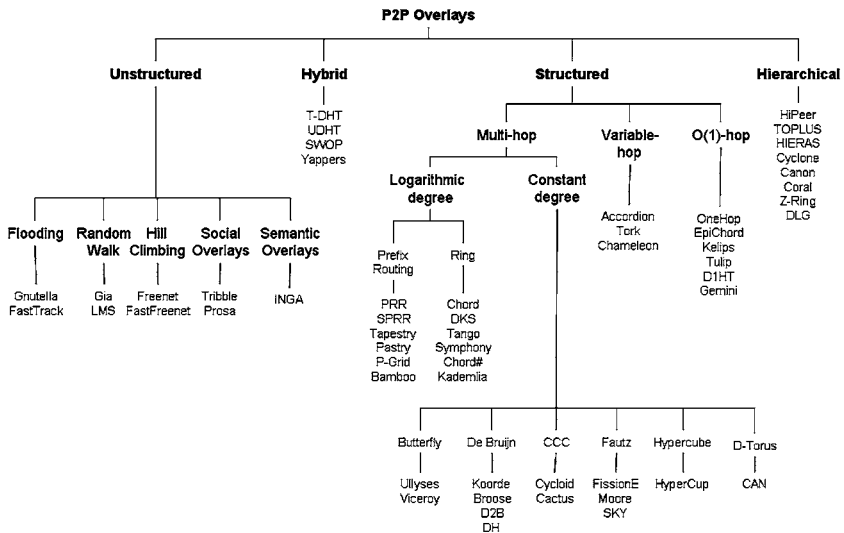 P2P Overlays
Unstructured
Hybrid
Structured
Hierarchical
T-DHT
UDHT
SWOP
Yappers
HiPeer
TOPLUS
HIERAS
Cyclone
Canon
Coral
Z-Ring
DLG
Multi-hop
Variable-
hop
O(1)-hop
Logarithmic
degree
Constant
degree
Accordion
Tork
Chameleon
OneHop
EpiChord
Kelips
Tulip
D1HT
Gemini
Flooding
Random
Walk
Hill
Climbing
Social
Overlays
Semantic
Overlays
Gnutella
FastTrack
Gia
LMS
Freenet
FastFreenet
Tribble
Prosa
INGA
Prefix
Routing
Ring
PRR
SPRR
Tapestry
Pastry
P-Grid
Bamboo
Chord
DKS
Tango
Symphony
Chord#
Kademlia
Butterfly
De Bruijn
CCC
Fautz
Hypercube
D-Torus
Ullyses
Viceroy
Koorde
Broose
D2B
DH
Cycloid
Cactus
FissionE
Moore
SKY
HyperCup
CAN